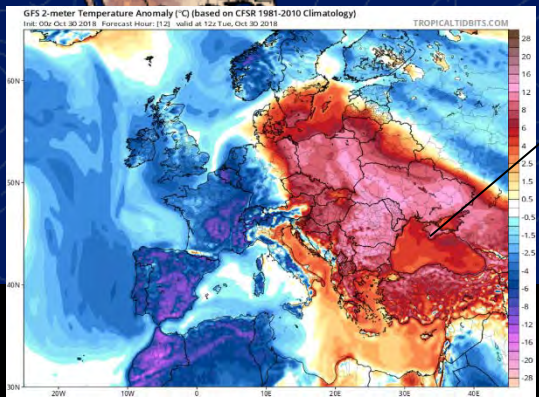 GFS 2-meter Temperature Anomaly (°C) (based on CFSR 1981-2010 Climatology)
Init: 00z Oct 30 2018 Forecast Hour: [12] valid at 12z Tue, Oct 30 2018 TROPICALTIDBITS.COM
60N
50N
40N
30N
20W 10W 0 10E 20E 30E 40E
28
20
16
12
8
6
4
2.5
1.5
0.5
-0.5
-1.5
-2.5
-4
-6
-8
-12
-16
-20
-28